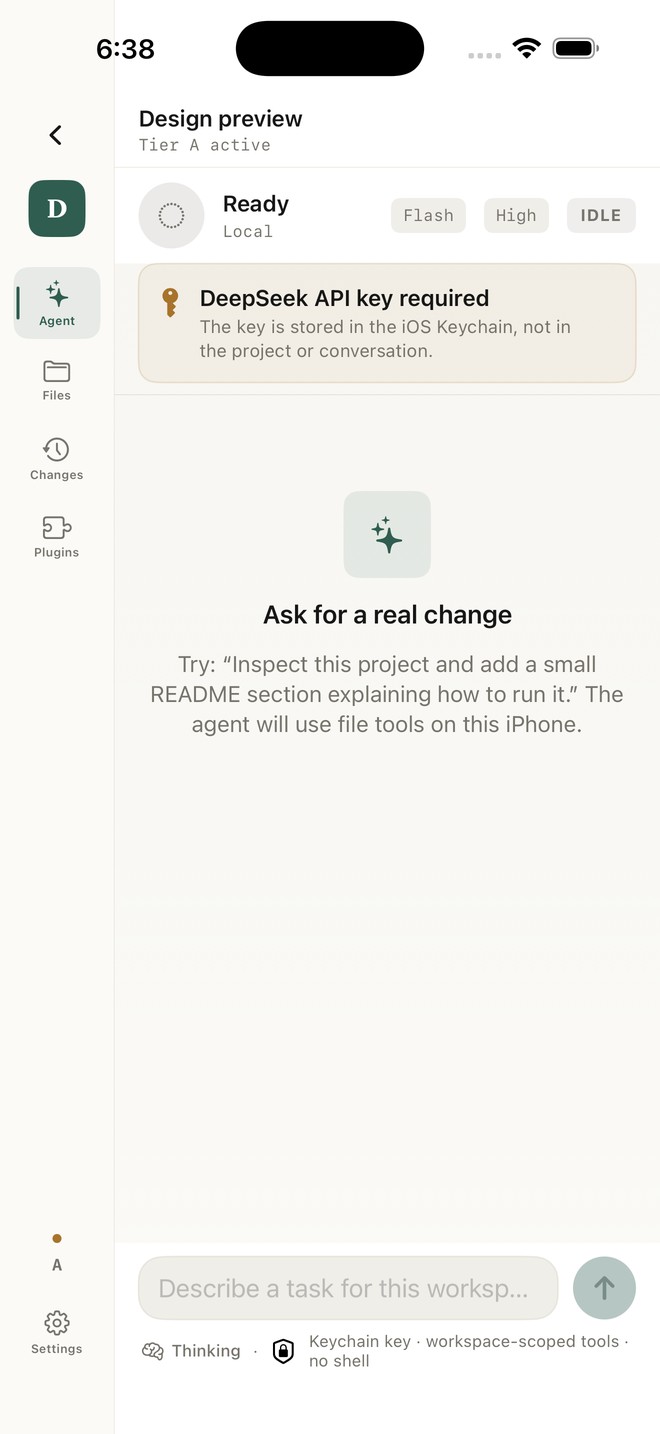 6:38
Design preview
Tier A active
D
Ready
Local
Flash
High
IDLE
Agent
DeepSeek API key required
The key is stored in the iOS Keychain, not in
the project or conversation.
Files
Changes
Plugins
Ask for a real change
Try: “Inspect this project and add a small
README section explaining how to run it.” The
agent will use file tools on this iPhone.
A
Settings
Describe a task for this worksp...
Thinking ·
Keychain key · workspace-scoped tools ·
no shell